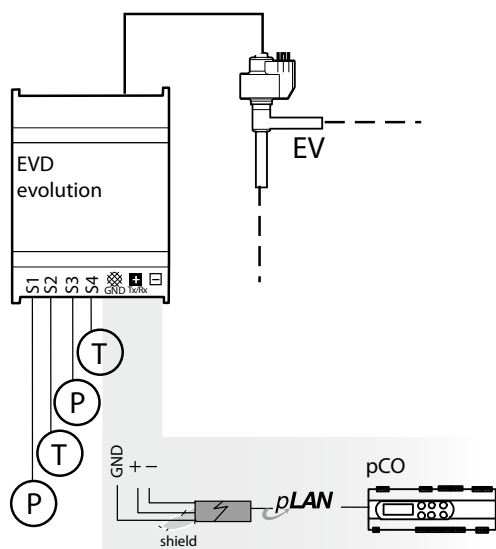 EV
EVD
evolution
S1
S2
S3
S4
GND
Tx/Rx
T
P
T
P
GND
+
−
shield
pLAN
pCO